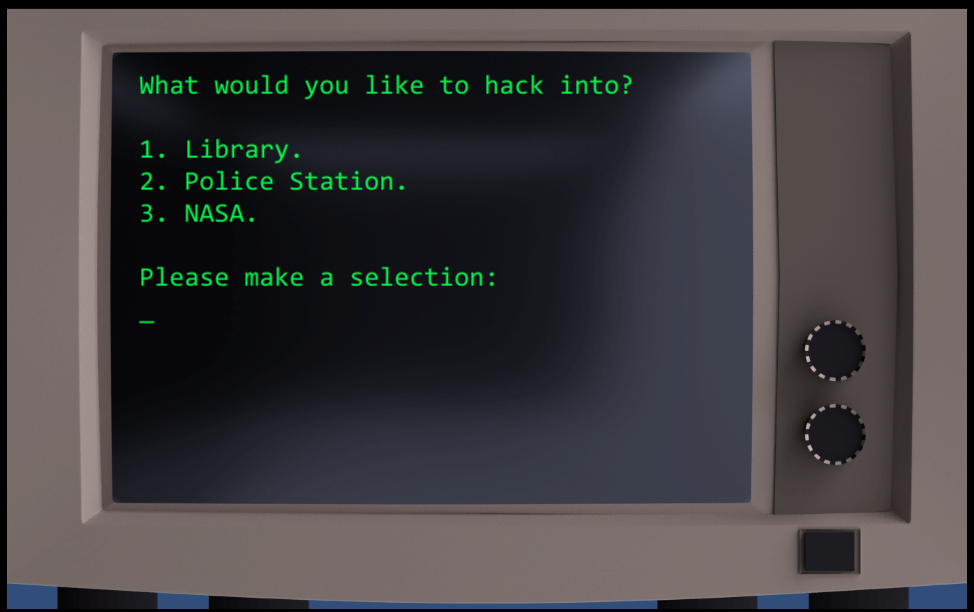 What would you like to hack into?
1. Library.
2. Police Station.
3. NASA.
Please make a selection:
_